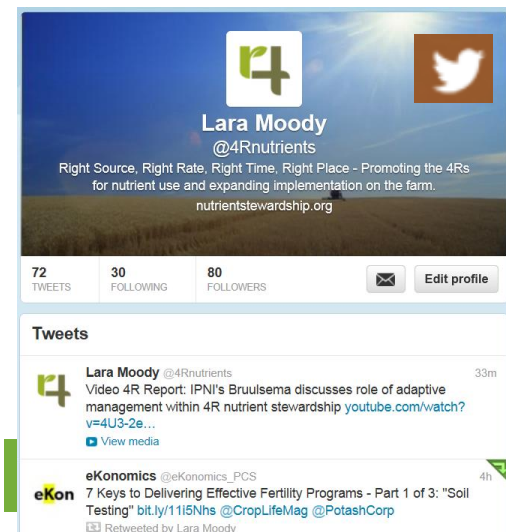 Lara Moody
@4Rnutrients
Right Source, Right Rate, Right Time, Right Place - Promoting the 4Rs
for nutrient use and expanding implementation on the farm.
nutrientstewardship.org
72 30 80
TWEETS FOLLOWING FOLLOWERS
Edit profile
Tweets
Lara Moody @4Rnutrients 33m
Video 4R Report: IPNI's Bruulsema discusses role of adaptive
management within 4R nutrient stewardship youtube.com/watch?
v=4U3-2e...
View media
eKonomics @eKonomics_PCS 4h
eKon
7 Keys to Delivering Effective Fertility Programs - Part 1 of 3: "Soil
Testing" bit.ly/11i5Nhs @CropLifeMag @PotashCorp
Retweeted by Lara Moody